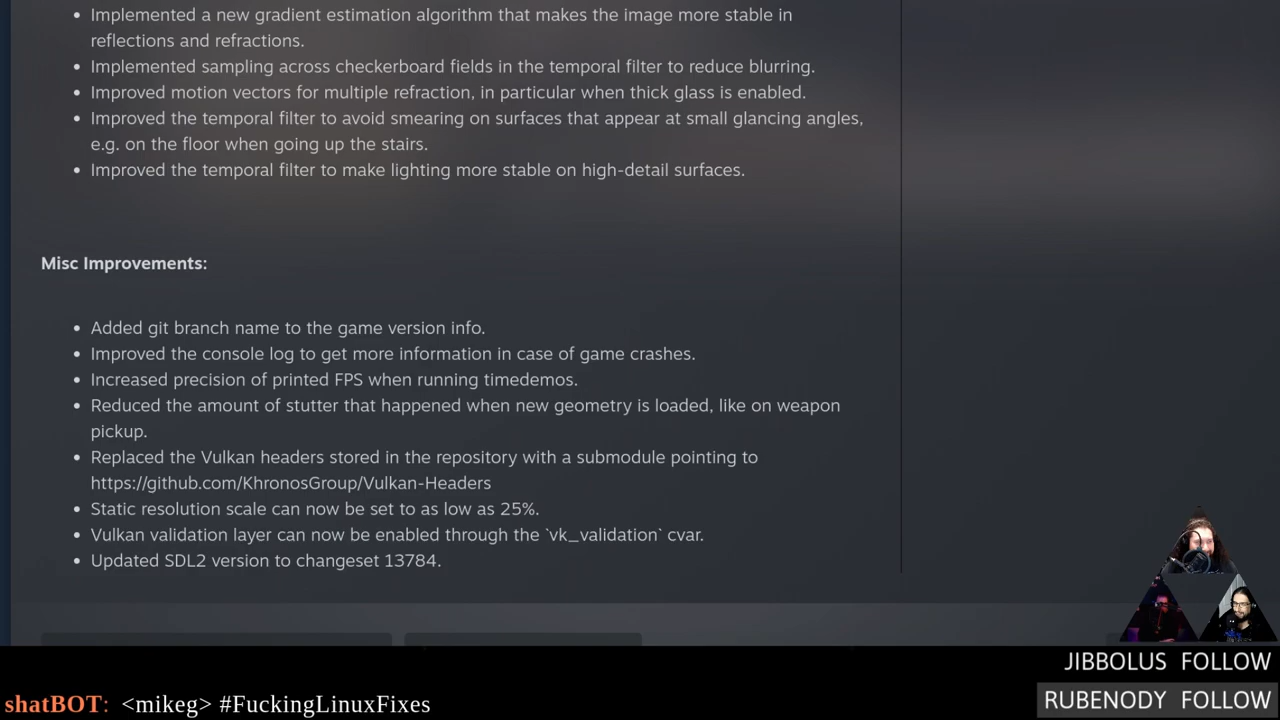 • Implemented a new gradient estimation algorithm that makes the image more stable in
reflections and refractions.
• Implemented sampling across checkerboard fields in the temporal filter to reduce blurring.
• Improved motion vectors for multiple refraction, in particular when thick glass is enabled.
• Improved the temporal filter to avoid smearing on surfaces that appear at small glancing angles,
e.g. on the floor when going up the stairs.
• Improved the temporal filter to make lighting more stable on high-detail surfaces.
Misc Improvements:
• Added git branch name to the game version info.
• Improved the console log to get more information in case of game crashes.
• Increased precision of printed FPS when running timedemos.
• Reduced the amount of stutter that happened when new geometry is loaded, like on weapon
pickup.
• Replaced the Vulkan headers stored in the repository with a submodule pointing to
https://github.com/KhronosGroup/Vulkan-Headers
• Static resolution scale can now be set to as low as 25%.
• Vulkan validation layer can now be enabled through the `vk_validation` cvar.
• Updated SDL2 version to changeset 13784.
JIBBOLUS FOLLOW
RUBENODY FOLLOW
shatBOT: <mikeg> #FuckingLinuxFixes